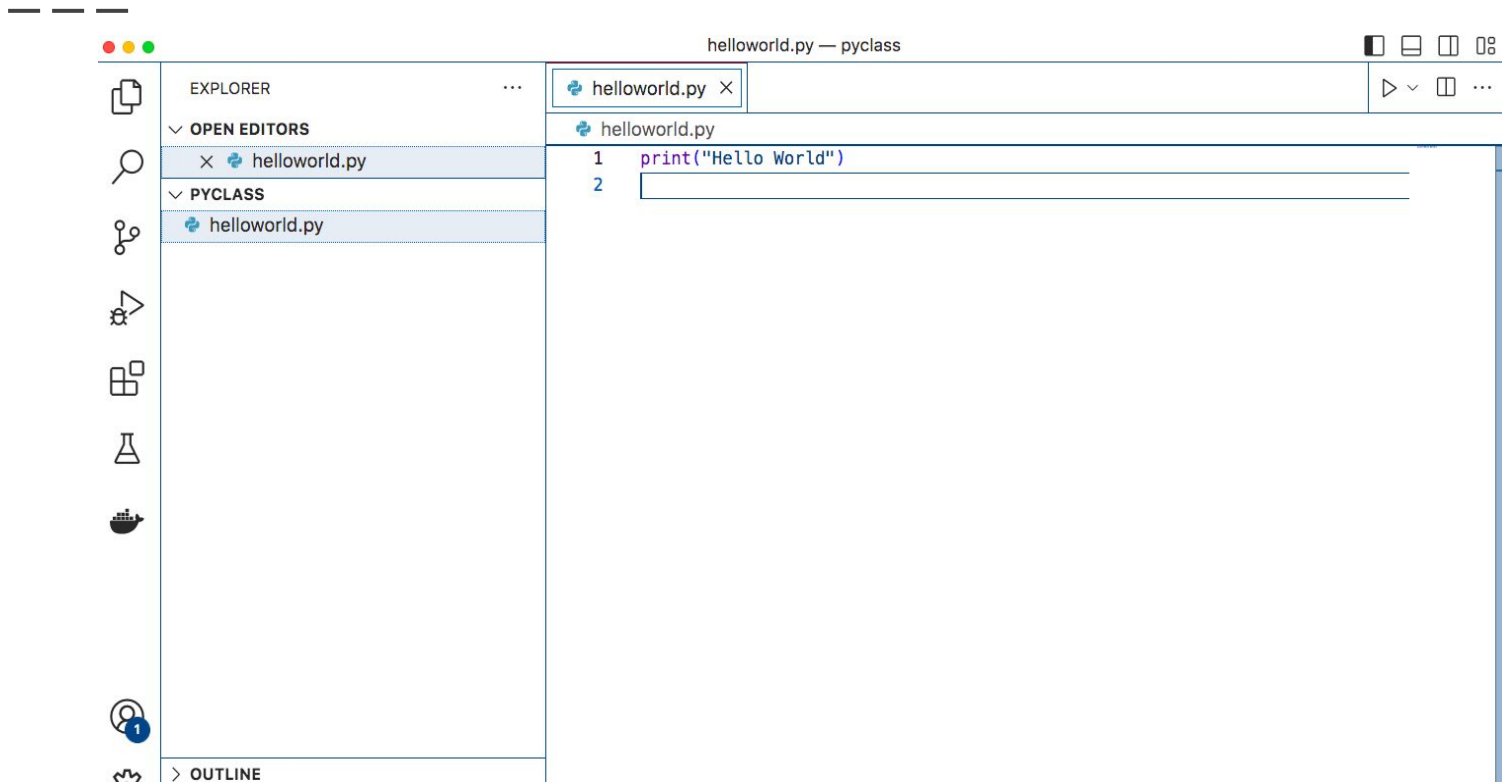 helloworld.py — pyclass
EXPLORER
OPEN EDITORS
helloworld.py
PYCLASS
helloworld.py
1
OUTLINE
helloworld.py
helloworld.py
1 print("Hello World")
2